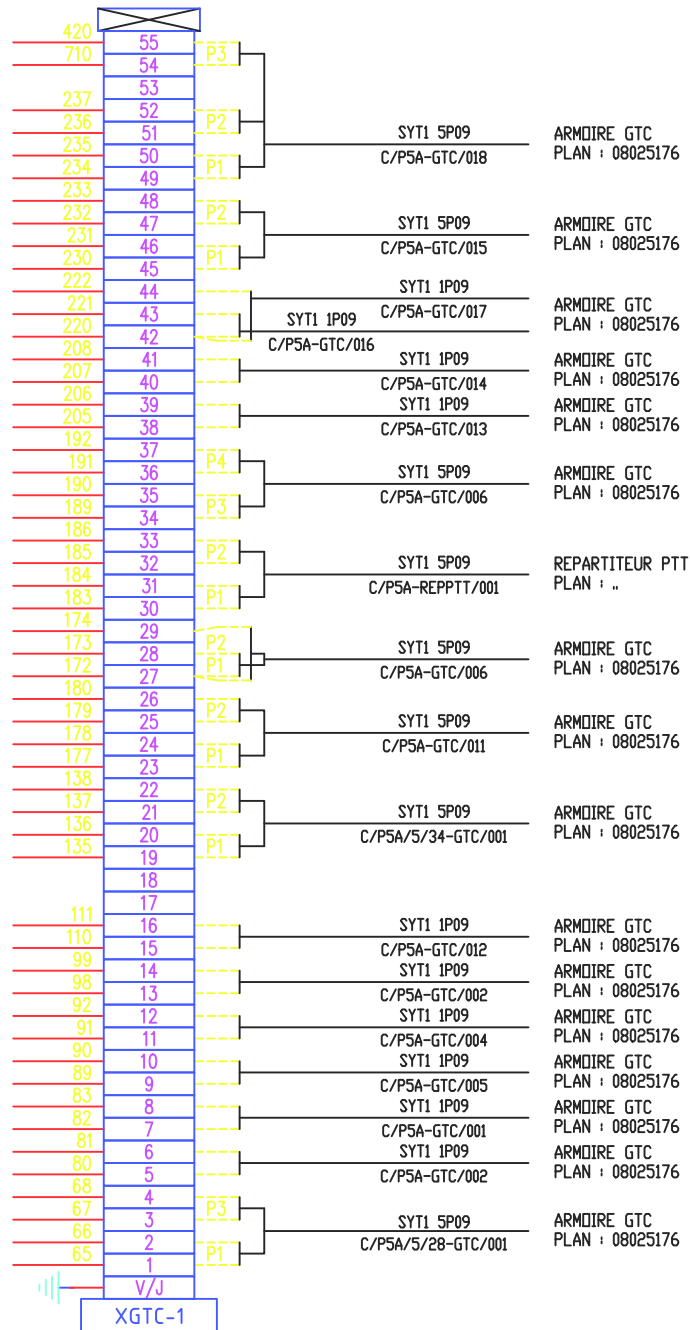 420
55
P3
710
54
53
237
52
P2
236
51
SYT1 5P09
ARMOIRE GTC
235
50
P1
C/P5A-GTC/018
PLAN : 08025176
234
49
233
48
P2
232
47
SYT1 5P09
ARMOIRE GTC
231
46
P1
C/P5A-GTC/015
PLAN : 08025176
230
45
222
44
SYT1 1P09
221
43
C/P5A-GTC/017
ARMOIRE GTC
SYT1 1P09
PLAN : 08025176
220
42
C/P5A-GTC/016
208
41
SYT1 1P09
ARMOIRE GTC
207
40
C/P5A-GTC/014
PLAN : 08025176
206
39
SYT1 1P09
ARMOIRE GTC
205
38
C/P5A-GTC/013
PLAN : 08025176
192
37
P4
191
36
SYT1 5P09
ARMOIRE GTC
190
35
P3
C/P5A-GTC/006
PLAN : 08025176
189
34
186
33
P2
185
32
SYT1 5P09
REPARTITEUR PTT
184
31
P1
C/P5A-REPPTT/001
PLAN : ..
183
30
174
29
P2
173
28
P1
SYT1 5P09
ARMOIRE GTC
172
27
C/P5A-GTC/006
PLAN : 08025176
180
26
P2
179
25
SYT1 5P09
ARMOIRE GTC
178
24
P1
C/P5A-GTC/011
PLAN : 08025176
177
23
138
22
P2
137
21
SYT1 5P09
ARMOIRE GTC
136
20
P1
C/P5A/5/34-GTC/001
PLAN : 08025176
135
19
18
17
111
16
SYT1 1P09
ARMOIRE GTC
110
15
C/P5A-GTC/012
PLAN : 08025176
99
14
SYT1 1P09
ARMOIRE GTC
98
13
C/P5A-GTC/002
PLAN : 08025176
92
12
SYT1 1P09
ARMOIRE GTC
91
11
C/P5A-GTC/004
PLAN : 08025176
90
10
SYT1 1P09
ARMOIRE GTC
89
9
C/P5A-GTC/005
PLAN : 08025176
83
8
SYT1 1P09
ARMOIRE GTC
82
7
C/P5A-GTC/001
PLAN : 08025176
81
6
SYT1 1P09
ARMOIRE GTC
80
5
C/P5A-GTC/002
PLAN : 08025176
68
4
P3
67
3
SYT1 5P09
ARMOIRE GTC
66
2
P1
C/P5A/5/28-GTC/001
PLAN : 08025176
65
1
V/J
XGTC-1